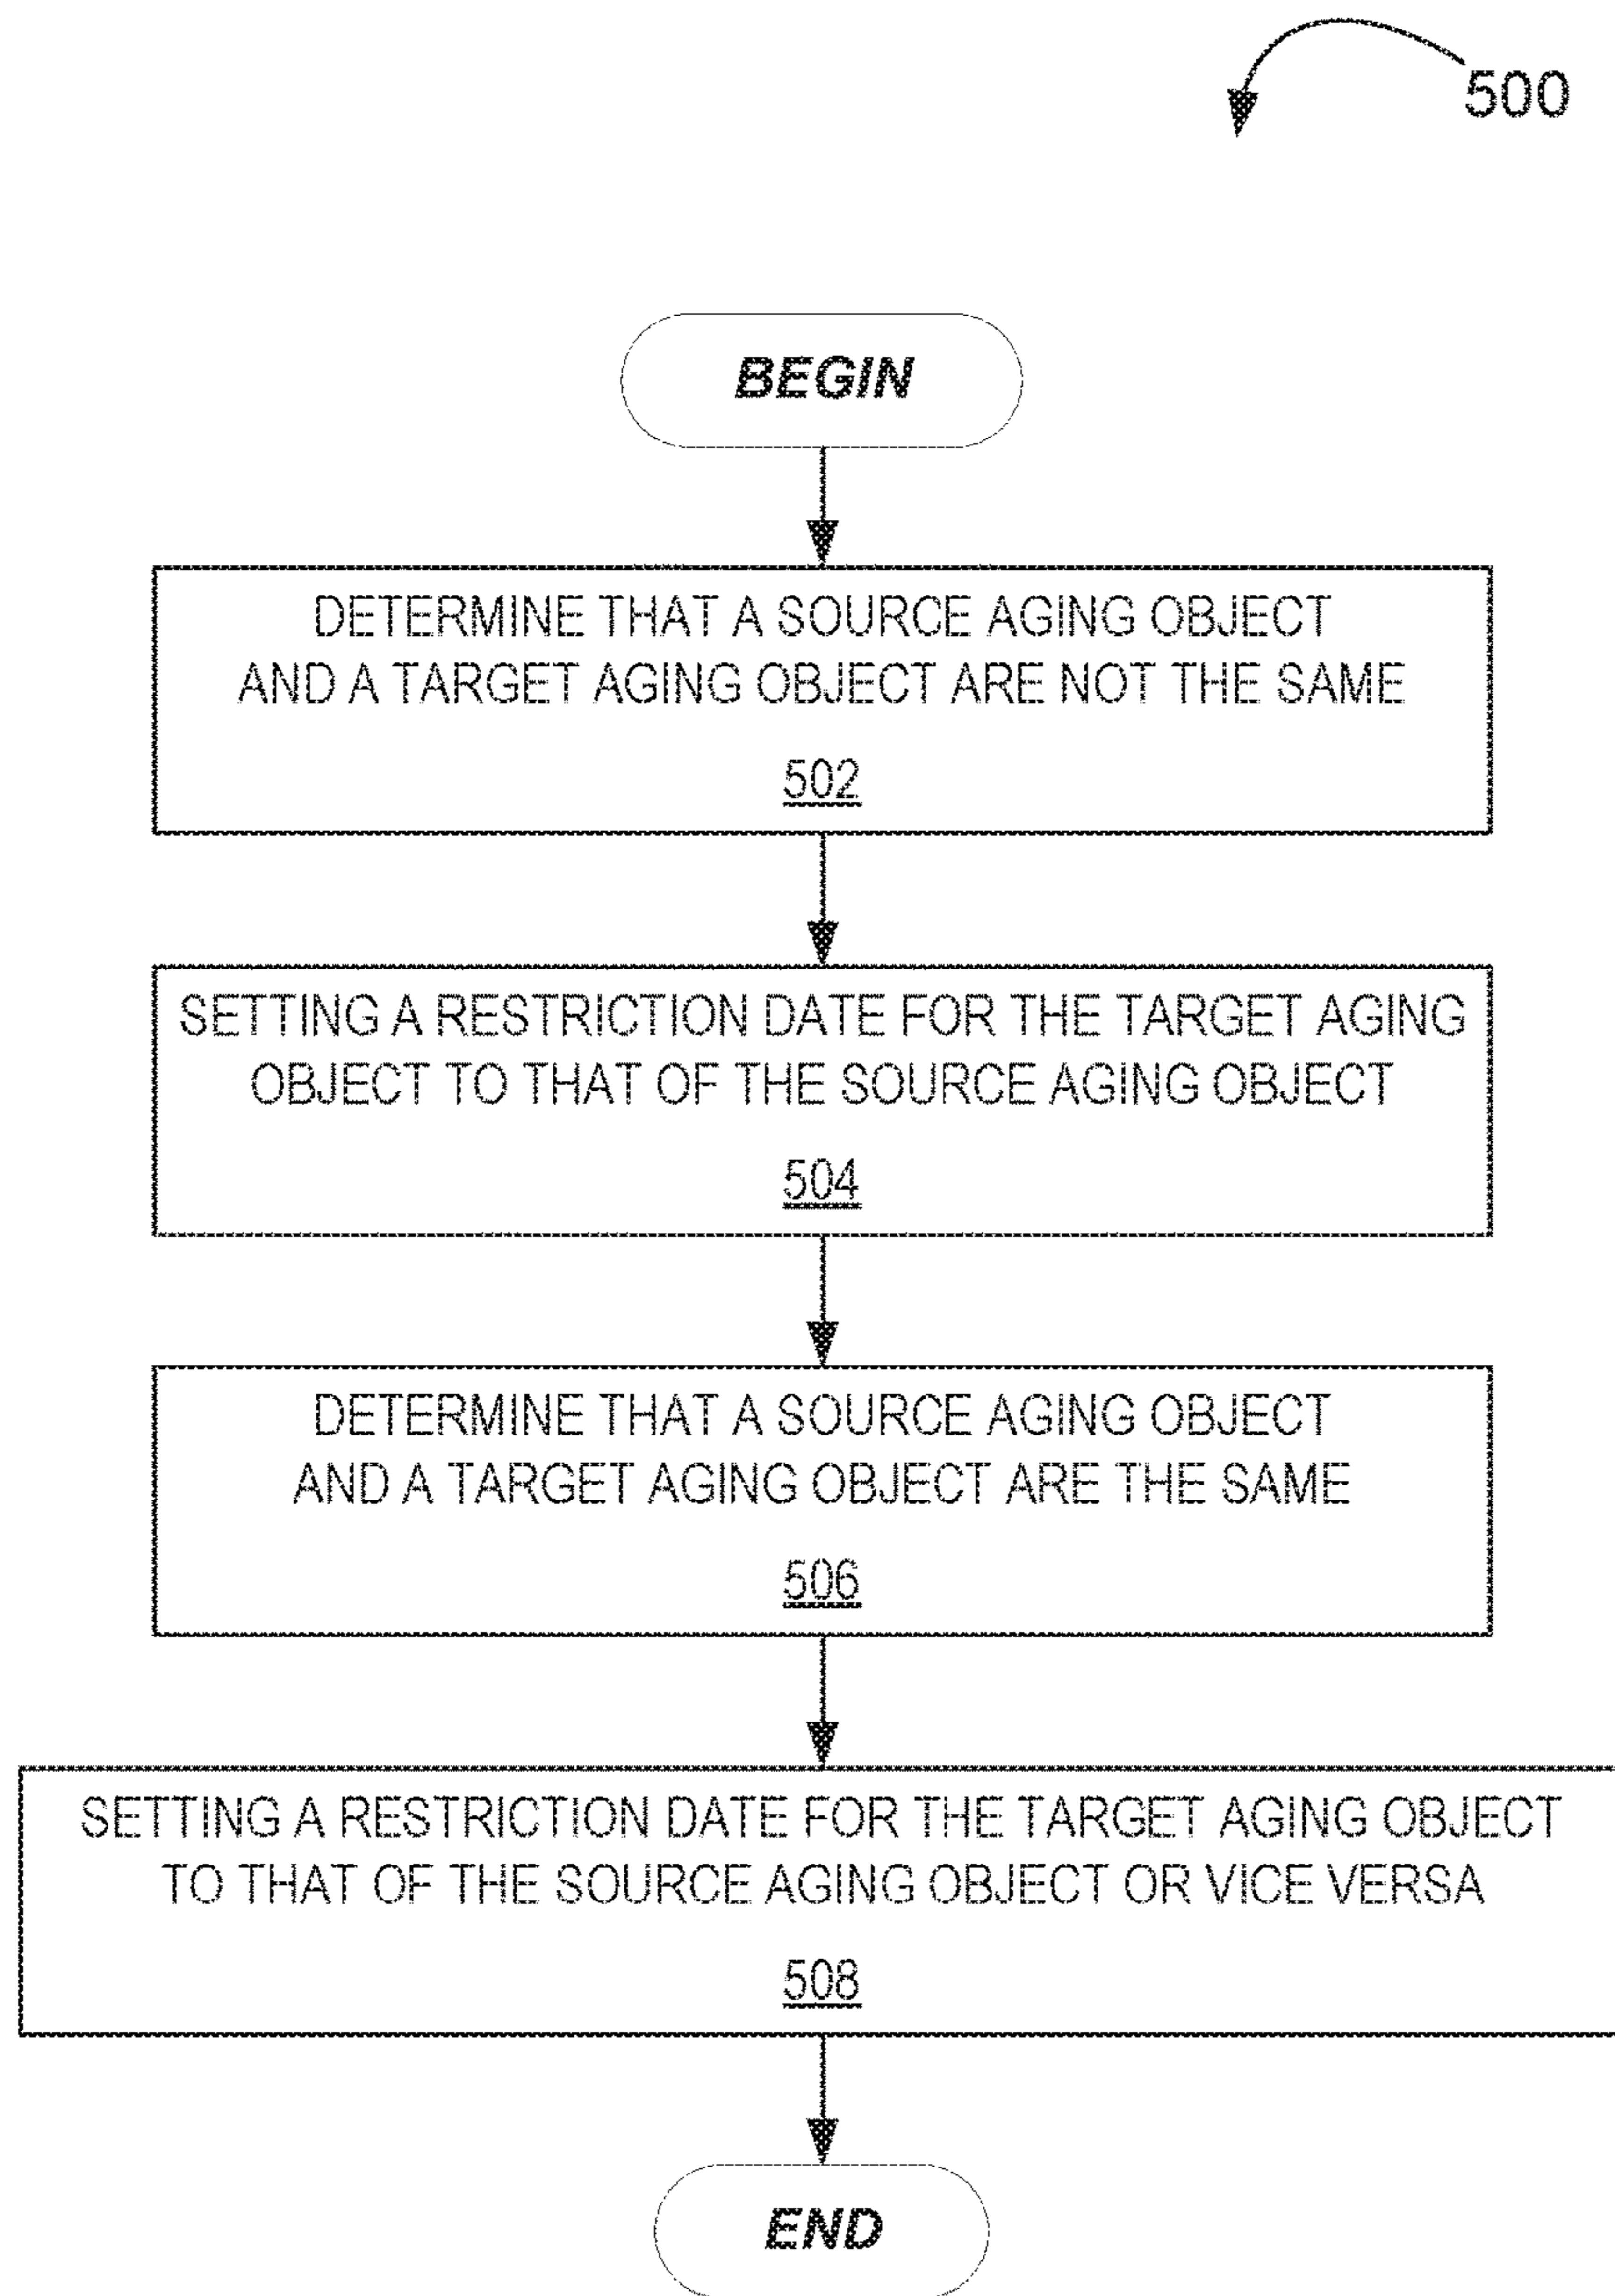 500
BEGIN
DETERMINE THAT A SOURCE AGING OBJECT
AND A TARGET AGING OBJECT ARE NOT THE SAME
502
SETTING A RESTRICTION DATE FOR THE TARGET AGING
OBJECT TO THAT OF THE SOURCE AGING OBJECT
504
DETERMINE THAT A SOURCE AGING OBJECT
AND A TARGET AGING OBJECT ARE THE SAME
506
SETTING A RESTRICTION DATE FOR THE TARGET AGING OBJECT
TO THAT OF THE SOURCE AGING OBJECT OR VICE VERSA
508
END